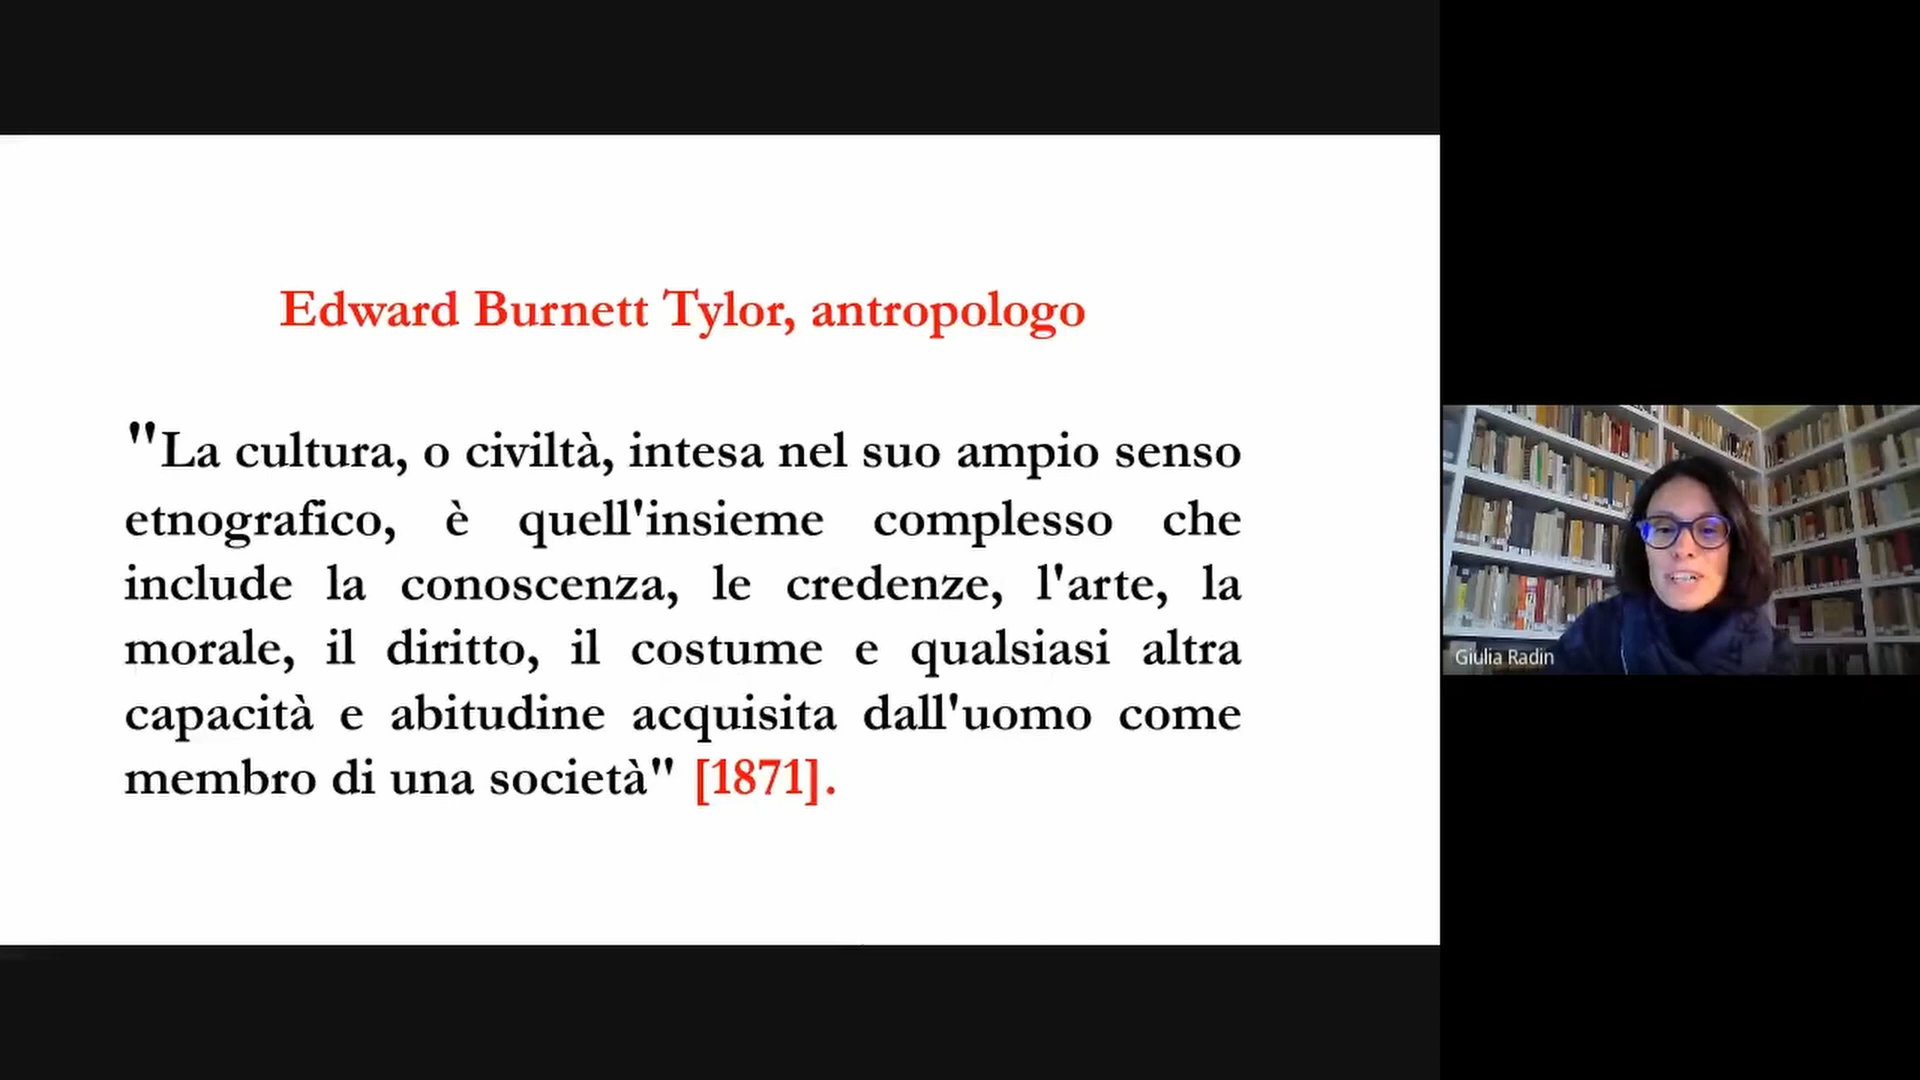 Edward Burnett Tylor, antropologo
"La cultura, o civiltà, intesa nel suo ampio senso
etnografico, è quell'insieme complesso che
include la conoscenza, le credenze, l'arte, la
morale, il diritto, il costume e qualsiasi altra
capacità e abitudine acquisita dall'uomo come
membro di una società" [1871].
Giulia Radin